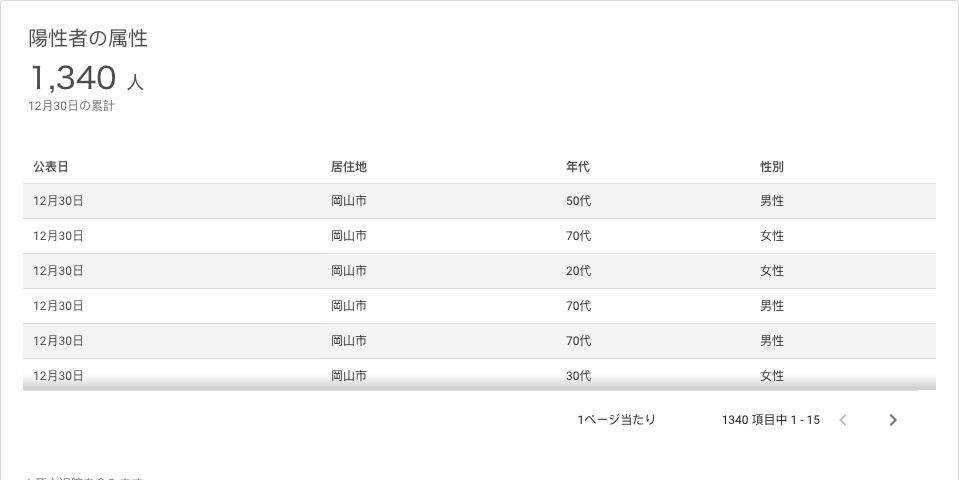 陽性者の属性
1,340 人
12月30日の累計
公表日 居住地 年代 性別
12月30日 岡山市 50代 男性
12月30日 岡山市 70代 女性
12月30日 岡山市 20代 女性
12月30日 岡山市 70代 男性
12月30日 岡山市 70代 男性
12月30日 岡山市 30代 女性
1ページ当たり 1340 項目中 1 - 15